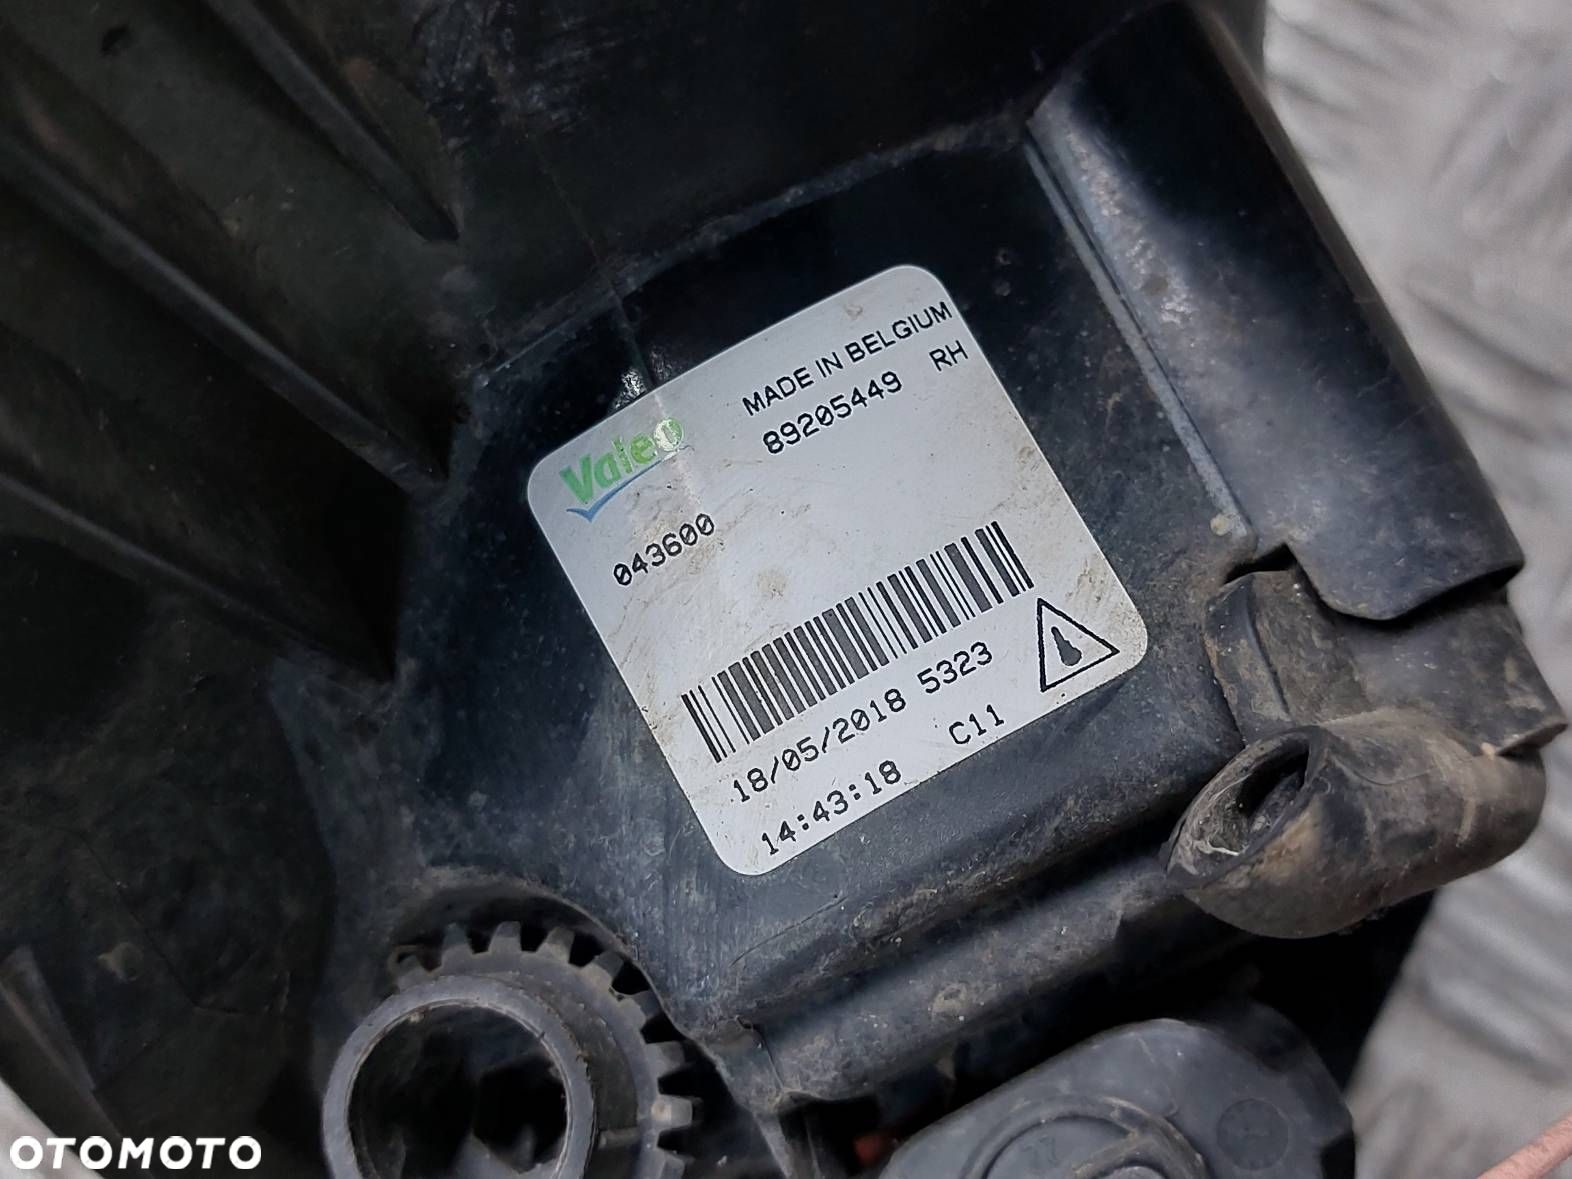 Valeo
MADE IN BELGIUM
89205449 RH
043600
18/05/2018 5323
14:43:18 C11
OTOMOTO